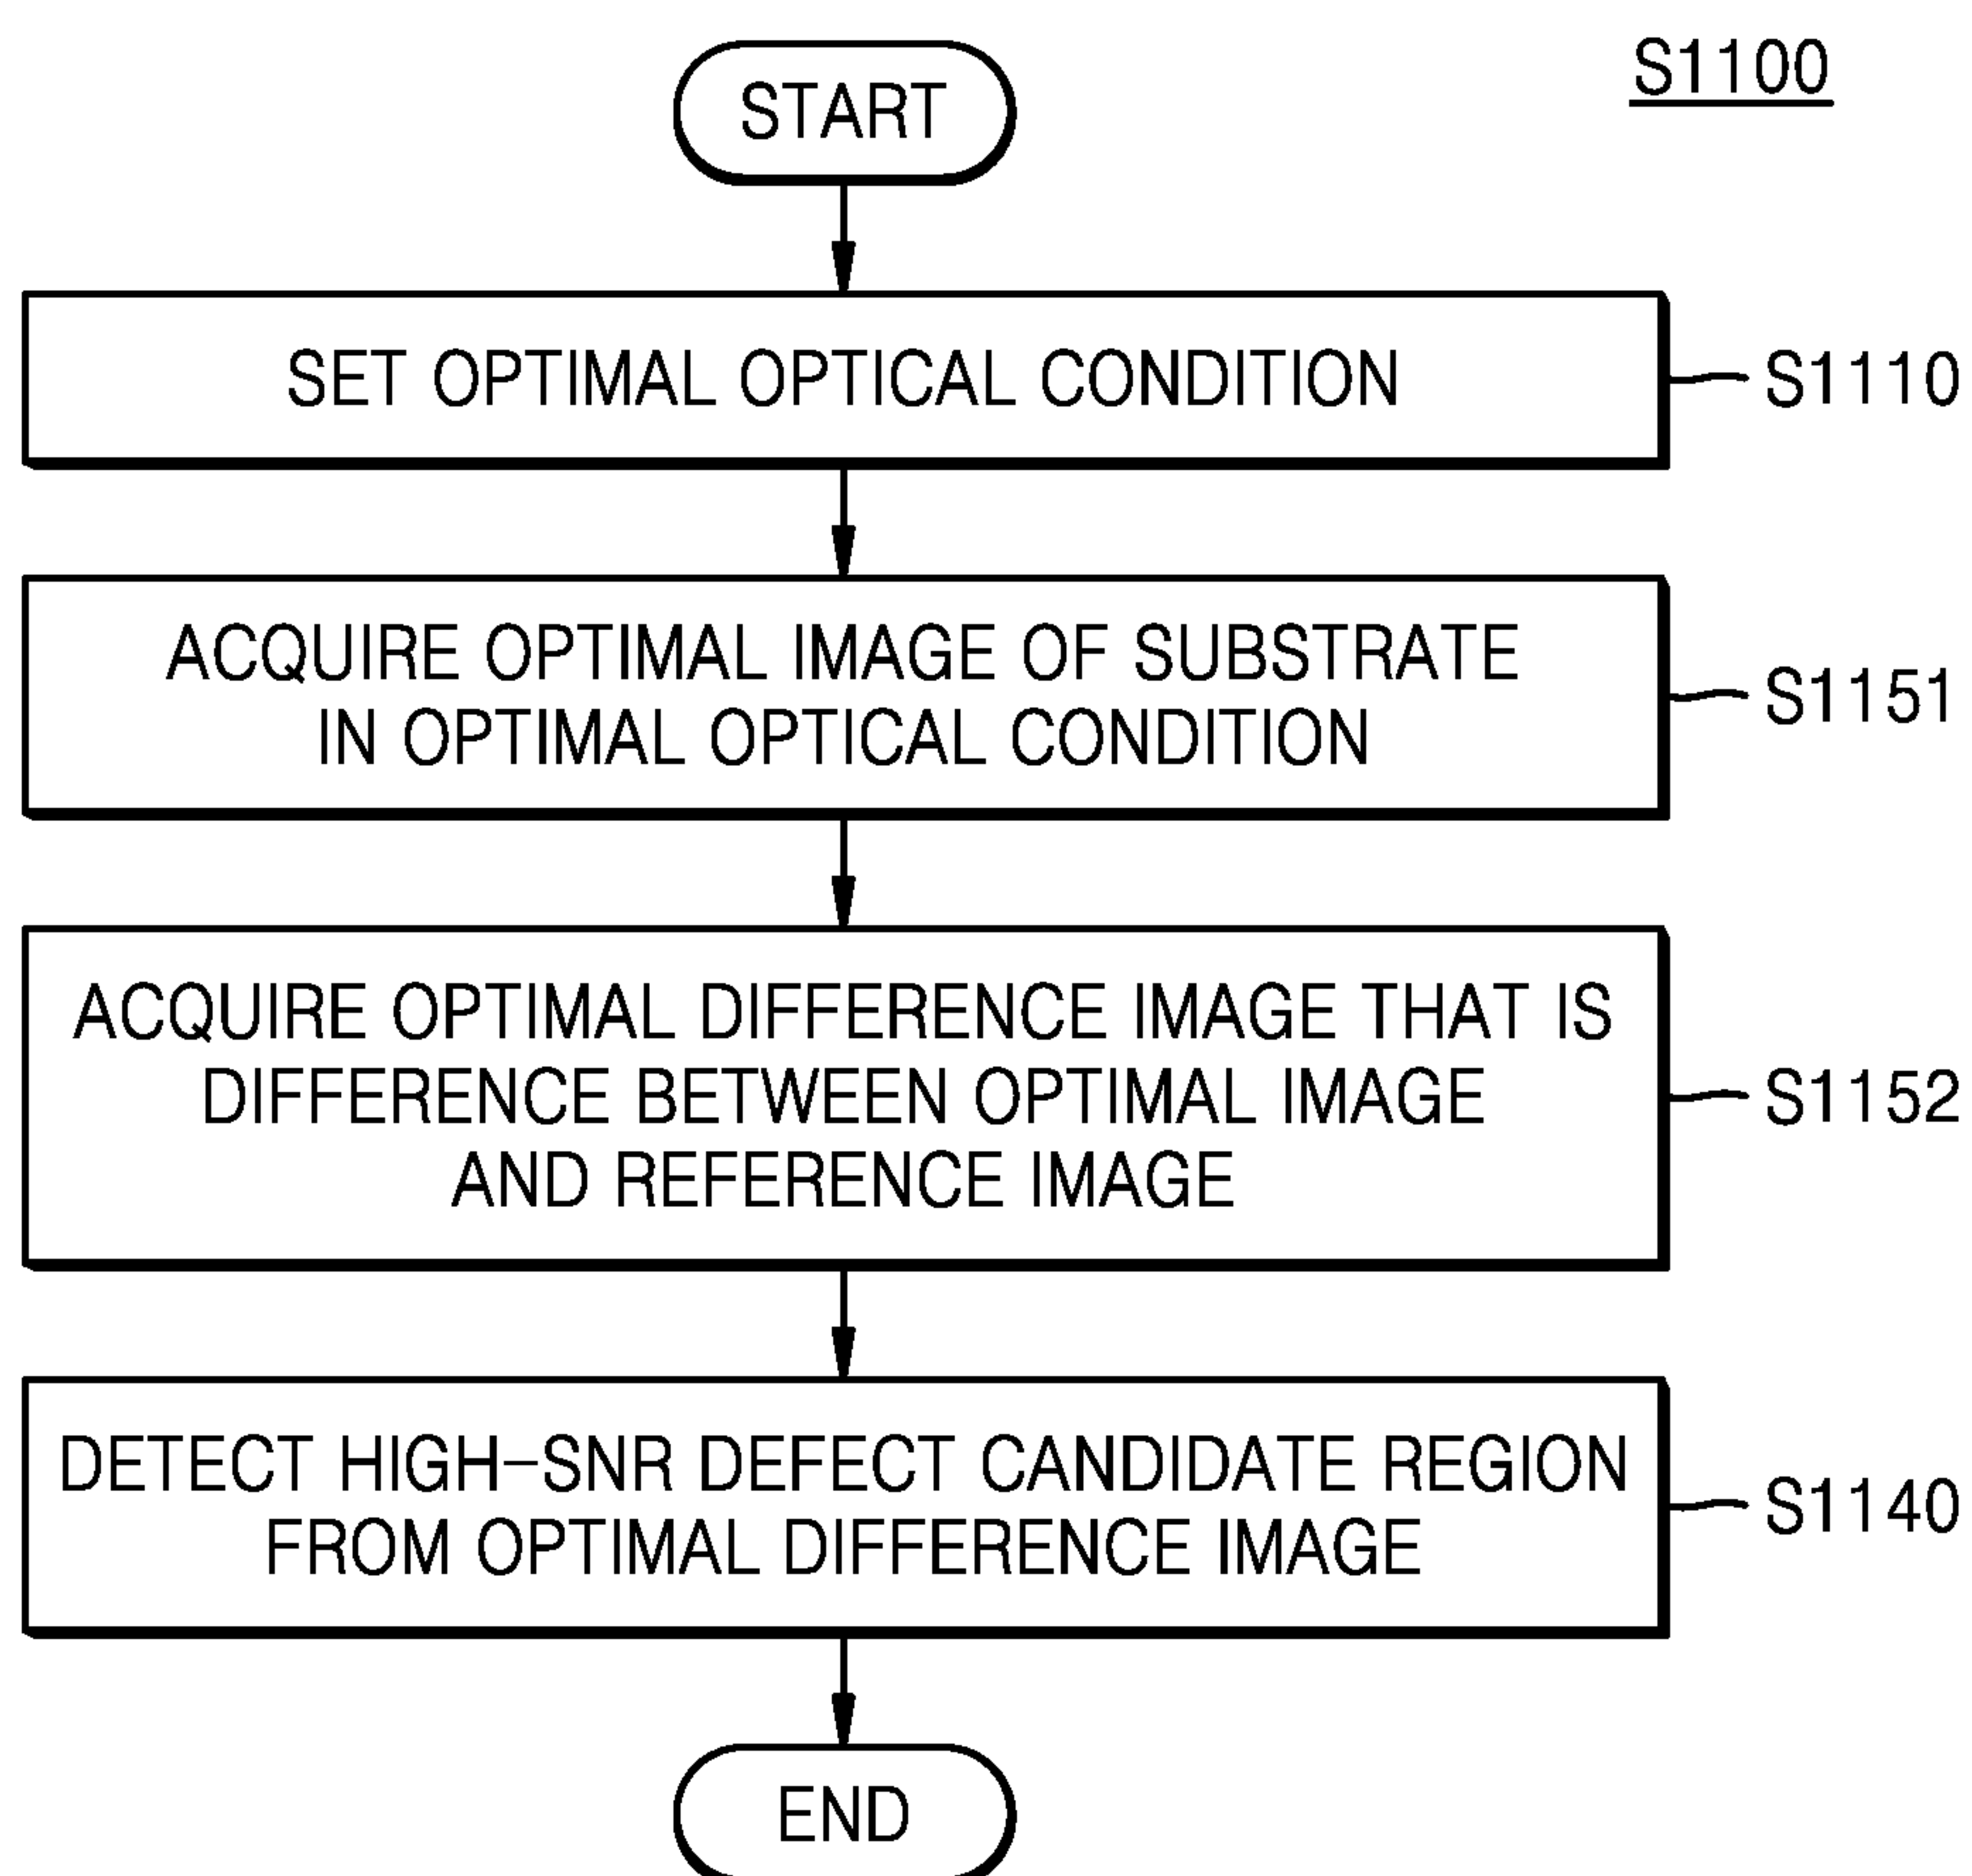 S1100
START
SET OPTIMAL OPTICAL CONDITION
S1110
ACQUIRE OPTIMAL IMAGE OF SUBSTRATE
IN OPTIMAL OPTICAL CONDITION
S1151
ACQUIRE OPTIMAL DIFFERENCE IMAGE THAT IS
DIFFERENCE BETWEEN OPTIMAL IMAGE
AND REFERENCE IMAGE
S1152
DETECT HIGH-SNR DEFECT CANDIDATE REGION
FROM OPTIMAL DIFFERENCE IMAGE
S1140
END